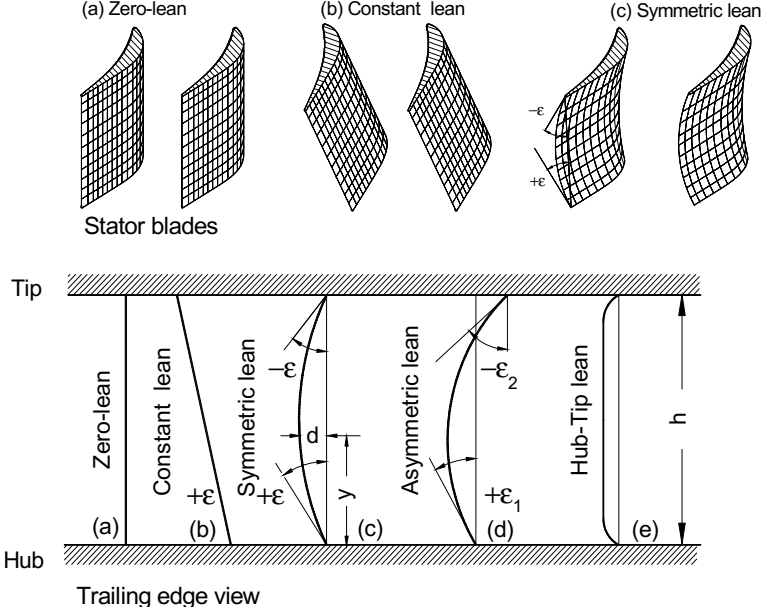 (a) Zero-lean
(b) Constant lean
(c) Symmetric lean
−ε
+ε
Stator blades
Tip
Zero-lean
Constant lean
Symmetric lean
Asymmetric lean
Hub-Tip lean
−ε
−ε₂
d
h
+ε
+ε
y
+ε₁
(a)
(b)
(c)
(d)
(e)
Hub
Trailing edge view